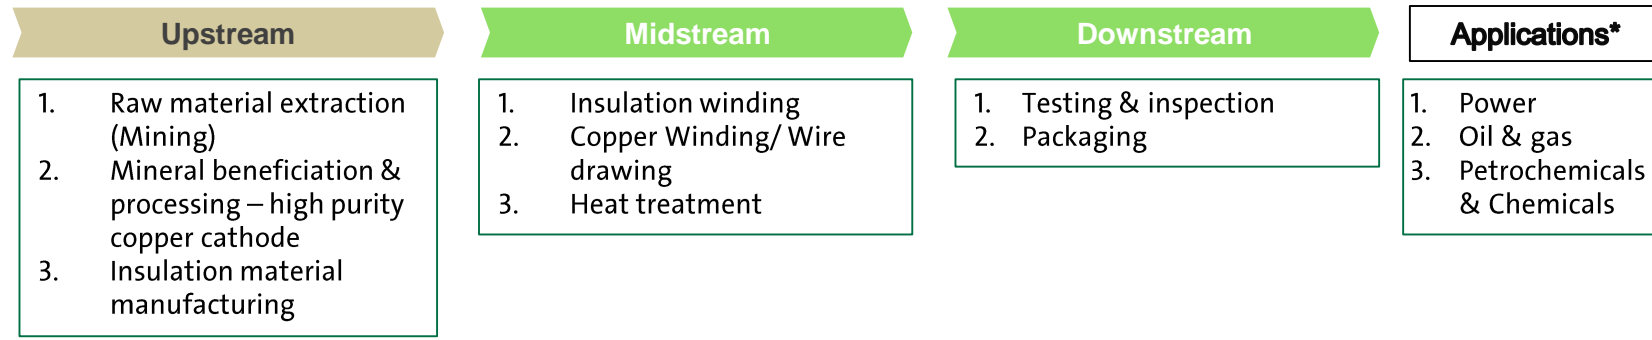 Upstream
1. Raw material extraction
(Mining)
2. Mineral beneficiation &
processing – high purity
copper cathode
3. Insulation material
manufacturing
Midstream
1. Insulation winding
2. Copper Winding/ Wire
drawing
3. Heat treatment
Downstream
1. Testing & inspection
2. Packaging
Applications*
1. Power
2. Oil & gas
3. Petrochemicals
& Chemicals